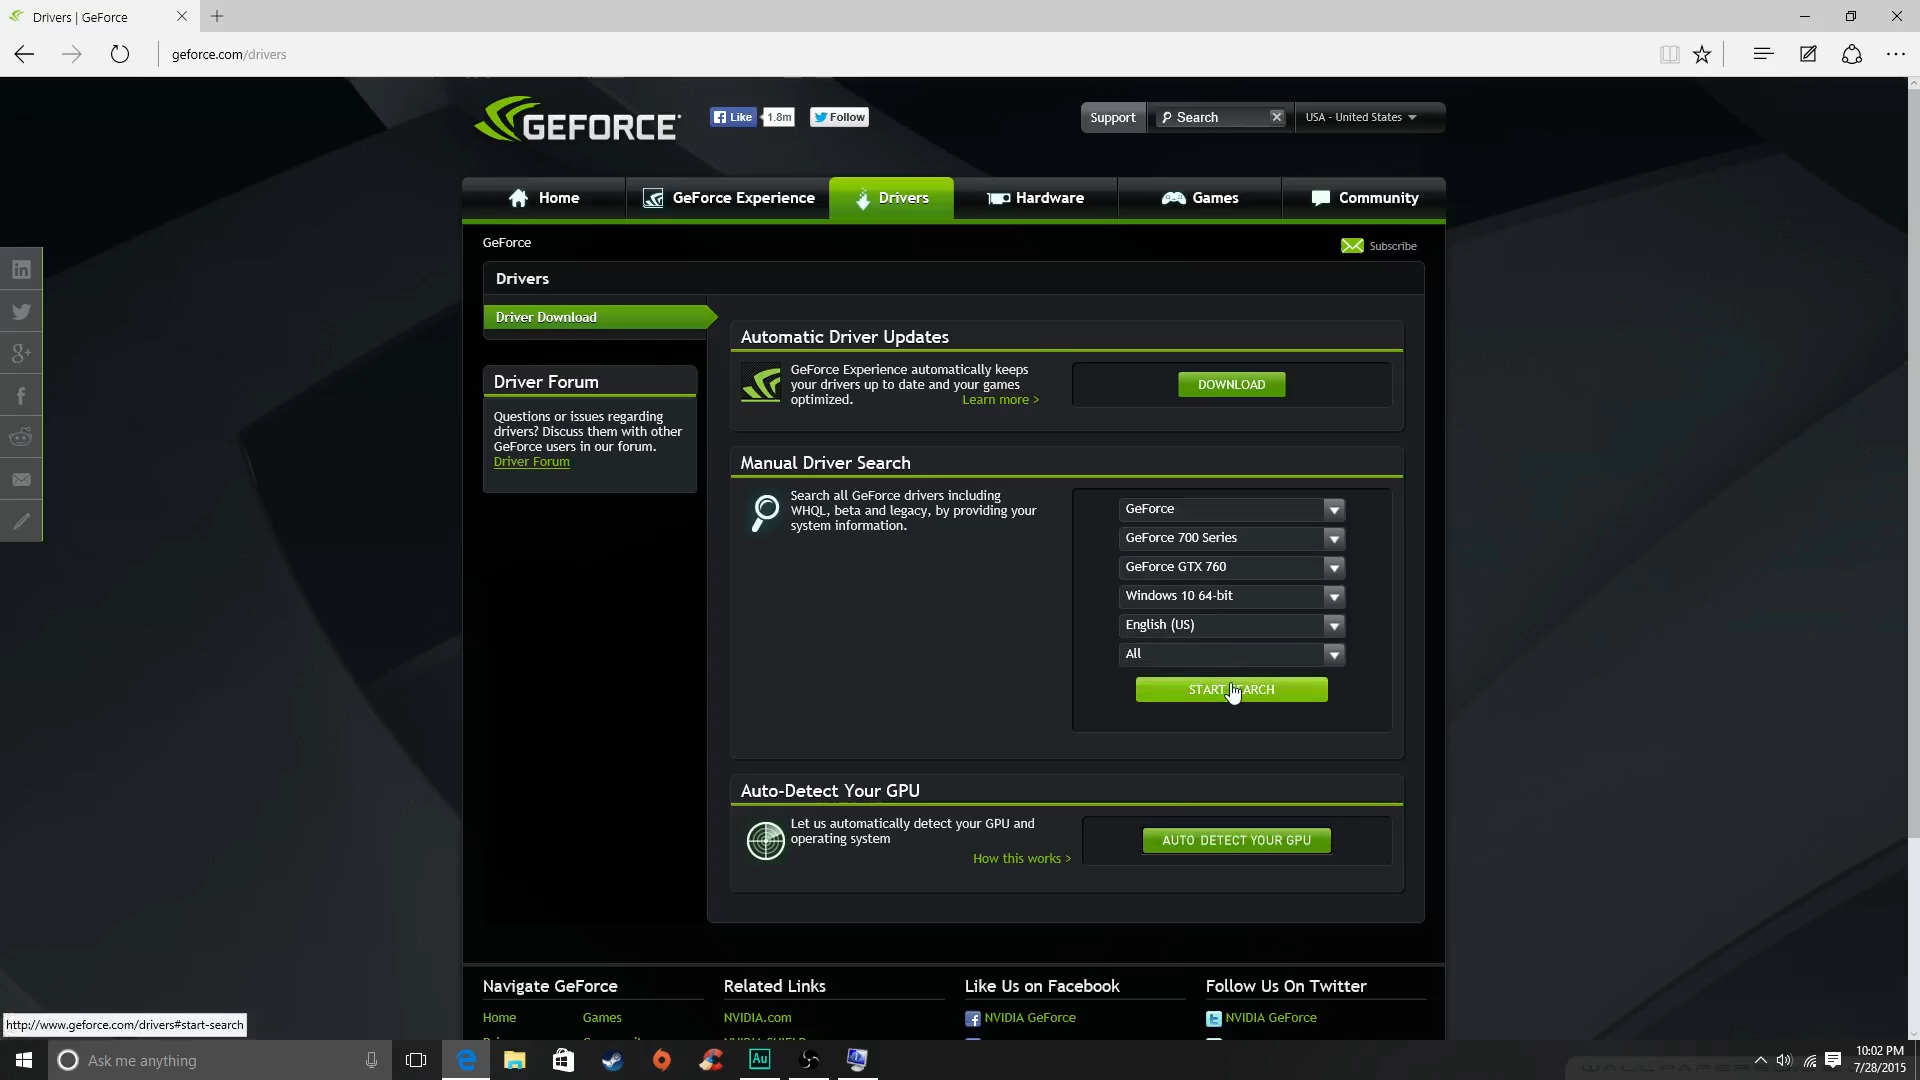 Drivers | GeForce
geforce.com/drivers
GEFORCE
Like
1.8m
Follow
Support
Search
USA - United States
Home
GeForce Experience
Drivers
Hardware
Games
Community
GeForce
Subscribe
Drivers
Driver Download
Driver Forum
Questions or issues regarding
drivers? Discuss them with other
GeForce users in our forum.
Driver Forum
Automatic Driver Updates
GeForce Experience automatically keeps
your drivers up to date and your games
optimized.
Learn more >
DOWNLOAD
Manual Driver Search
Search all GeForce drivers including
WHQL, beta and legacy, by providing your
system information.
GeForce
GeForce 700 Series
GeForce GTX 760
Windows 10 64-bit
English (US)
All
START SEARCH
Auto-Detect Your GPU
Let us automatically detect your GPU and
operating system
How this works >
AUTO DETECT YOUR GPU
Navigate GeForce
Related Links
Like Us on Facebook
Follow Us On Twitter
Home
Games
NVIDIA.com
NVIDIA GeForce
NVIDIA GeForce
http://www.geforce.com/drivers#start-search
Ask me anything
Au
10:02 PM
7/28/2015